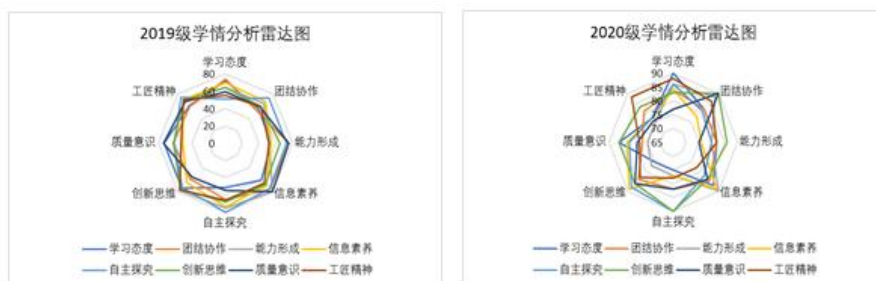 2019级学情分析雷达图
学习态度
团结协作
能力形成
信息素养
自主探究
创新思维
质量意识
工匠精神
80
60
40
20
0
学习态度 团结协作 能力形成 信息素养
自主探究 创新思维 质量意识 工匠精神
2020级学情分析雷达图
学习态度
团结协作
能力形成
信息素养
自主探究
创新思维
质量意识
工匠精神
90
85
80
75
70
65
学习态度 团结协作 能力形成 信息素养
自主探究 创新思维 质量意识 工匠精神